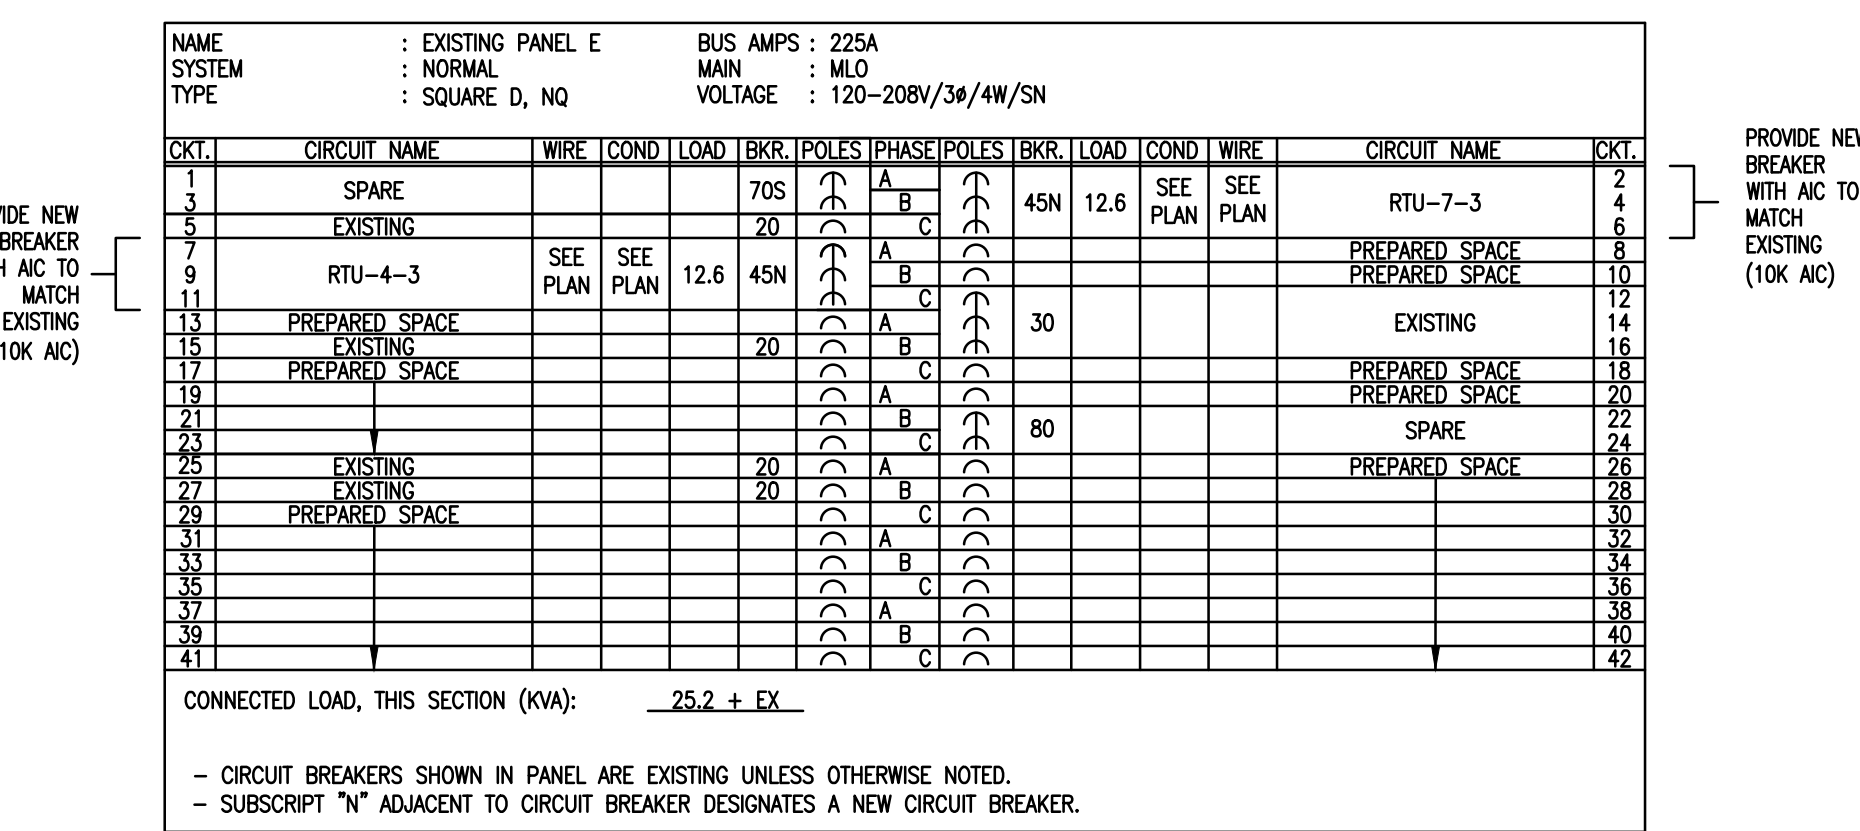 NAME : EXISTING PANEL E BUS AMPS : 225A
SYSTEM : NORMAL MAIN : MLO
TYPE : SQUARE D, NQ VOLTAGE : 120-208V/3ø/4W/SN
CKT. CIRCUIT NAME WIRE COND LOAD BKR. POLES PHASE POLES BKR. LOAD COND WIRE CIRCUIT NAME CKT.
1 A 2
SPARE 70S 45N 12.6 SEE PLAN SEE PLAN RTU-7-3
3 B 4
5 EXISTING 20 C 6
7 A PREPARED SPACE 8
RTU-4-3 SEE PLAN SEE PLAN 12.6 45N
9 B PREPARED SPACE 10
11 C 12
13 PREPARED SPACE A 30 EXISTING 14
15 EXISTING 20 B 16
17 PREPARED SPACE C PREPARED SPACE 18
19 A PREPARED SPACE 20
21 B 22
80 SPARE
23 C 24
25 EXISTING 20 A PREPARED SPACE 26
27 EXISTING 20 B 28
29 PREPARED SPACE C 30
31 A 32
33 B 34
35 C 36
37 A 38
39 B 40
41 C 42
CONNECTED LOAD, THIS SECTION (KVA): 25.2 + EX
- CIRCUIT BREAKERS SHOWN IN PANEL ARE EXISTING UNLESS OTHERWISE NOTED.
- SUBSCRIPT "N" ADJACENT TO CIRCUIT BREAKER DESIGNATES A NEW CIRCUIT BREAKER.
NEW
BREAKER
AIC TO
MATCH
EXISTING
10K AIC)
PROVIDE NEW
BREAKER
WITH AIC TO
MATCH
EXISTING
(10K AIC)